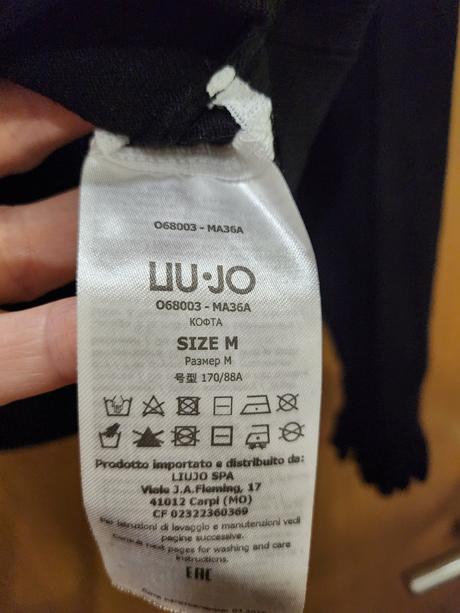 O68003 - MA36A
LIU·JO
O68003 - MA36A
КОФТА
SIZE M
Размер M
号型 170/88A
Prodotto importato e distribuito da:
LIUJO SPA
Viale J.A.Fleming, 17
41012 Carpi (MO)
CF 02322360369
Per istruzioni di lavaggio e manutenzioni vedi
pagine successive.
Consult next pages for washing and care
instructions.
EAC